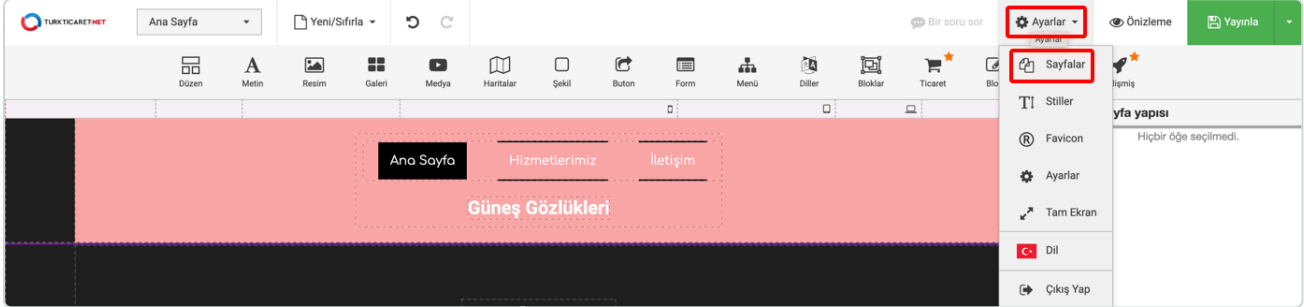 TURKTICARET•NET
Ana Sayfa
Yeni/Sıfırla
Bir soru sor
Ayarlar
Önizleme
Yayınla
Ayarlar
Düzen
Metin
Resim
Galeri
Medya
Haritalar
Şekil
Buton
Form
Menü
Diller
Bloklar
Ticaret
Blo
lişmiş
Sayfalar
Stiller
Favicon
Ayarlar
Tam Ekran
Dil
Çıkış Yap
yfa yapısı
Hiçbir öğe seçilmedi.
Ana Sayfa
Hizmetlerimiz
İletişim
Güneş Gözlükleri